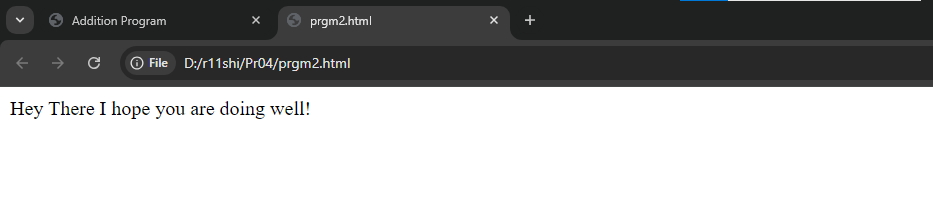 Addition Program
prgm2.html
File
D:/r11shi/Pr04/prgm2.html
Hey There I hope you are doing well!